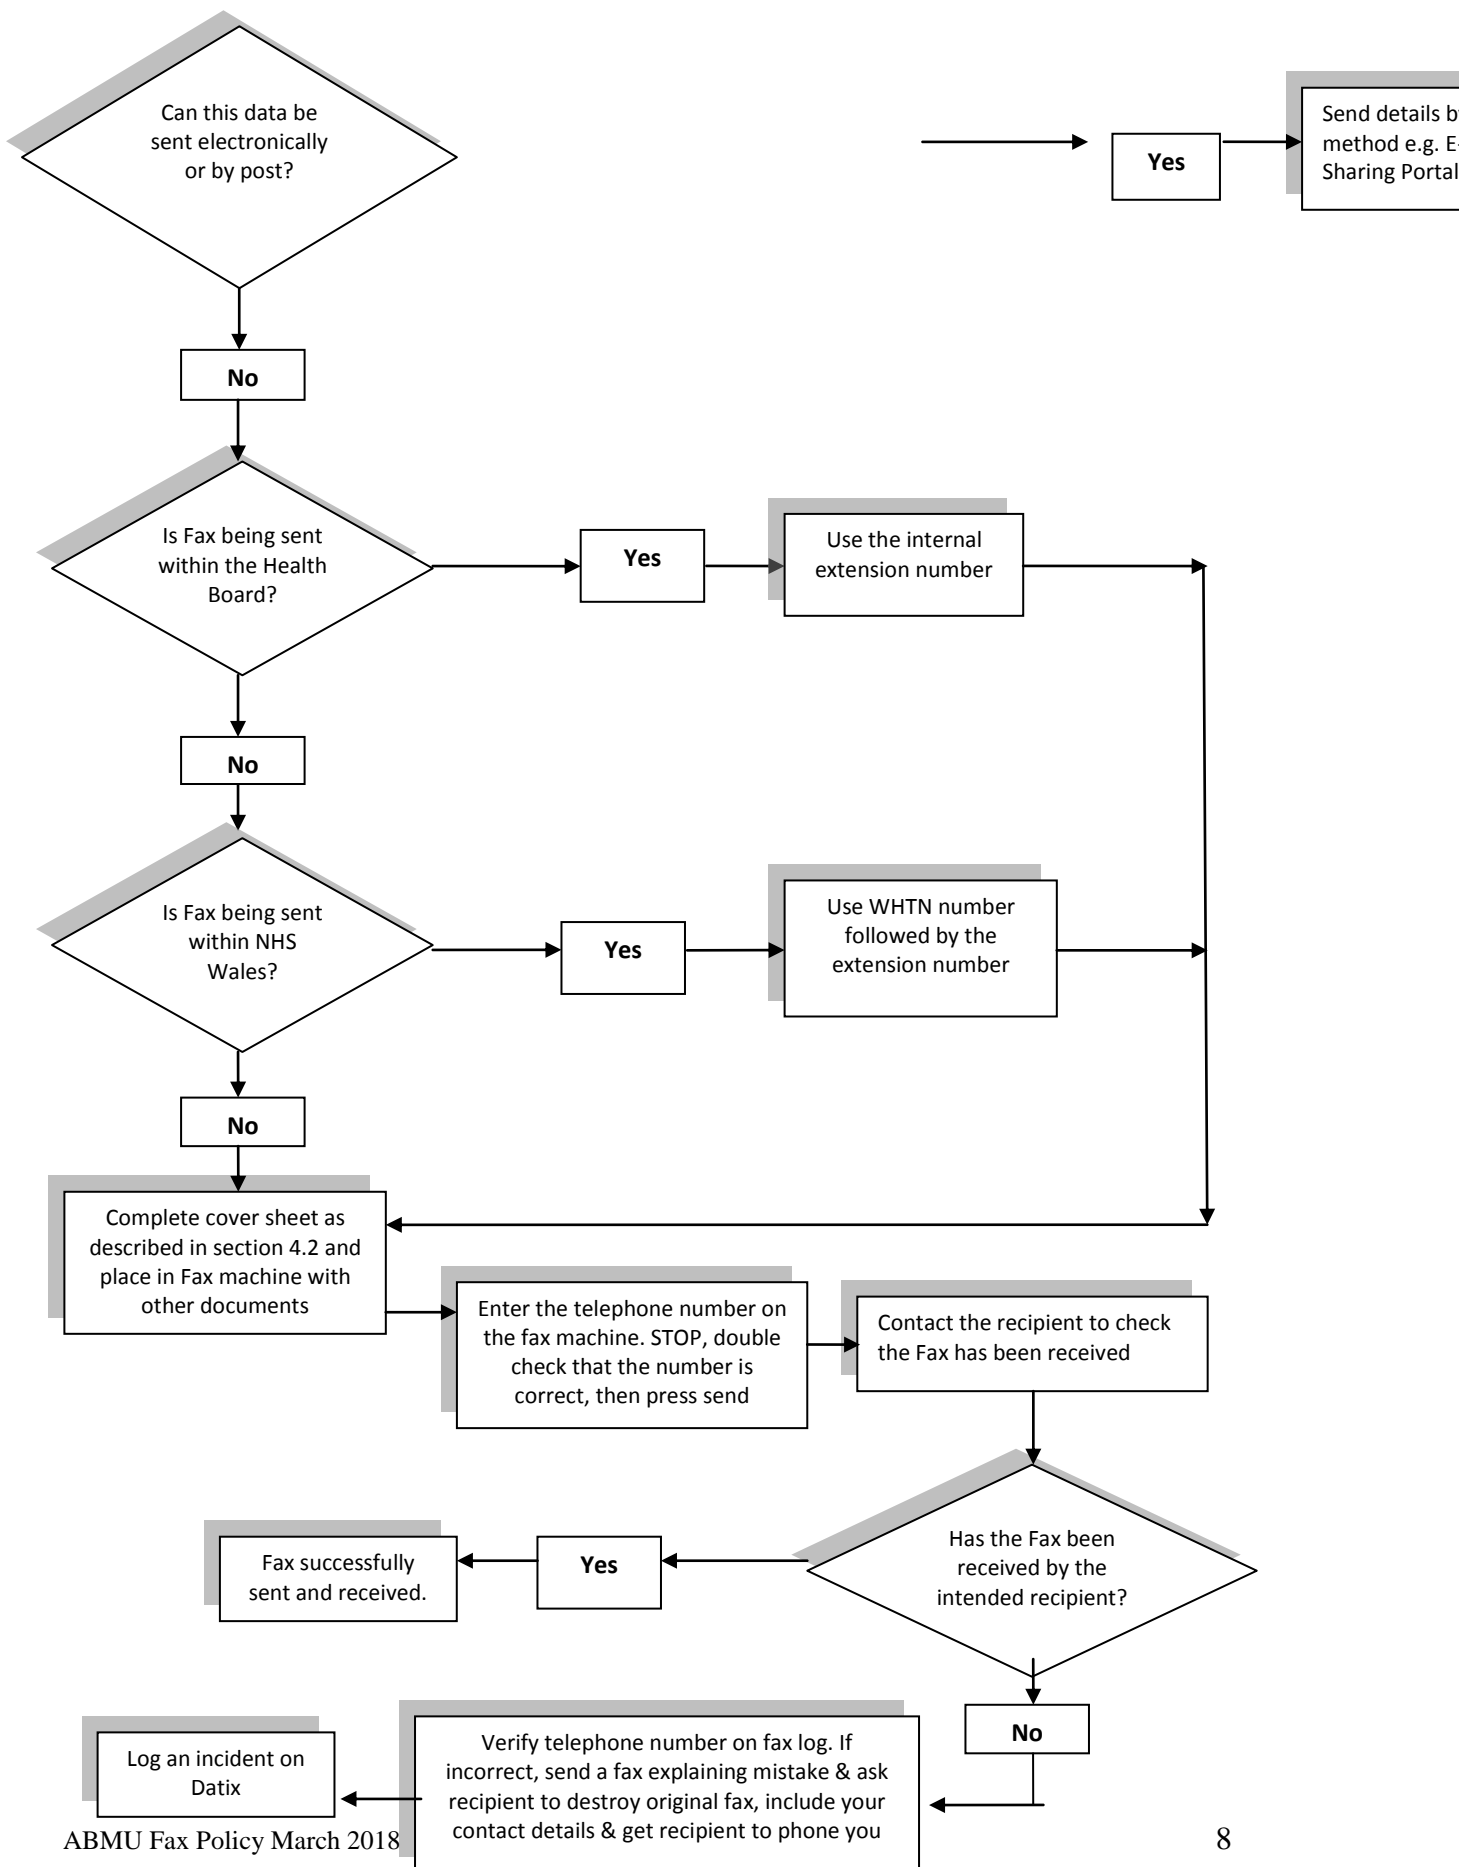 Can this data be
sent electronically
or by post?
Yes
Send details
method e.g.
Sharing Portal
No
Is Fax being sent
within the Health
Board?
Yes
Use the internal
extension number
No
Is Fax being sent
within NHS
Wales?
Yes
Use WHTN number
followed by the
extension number
No
Complete cover sheet as
described in section 4.2 and
place in Fax machine with
other documents
Enter the telephone number on
the fax machine. STOP, double
check that the number is
correct, then press send
Contact the recipient to check
the Fax has been received
Has the Fax been
received by the
intended recipient?
Yes
Fax successfully
sent and received.
No
Verify telephone number on fax log. If
incorrect, send a fax explaining mistake & ask
recipient to destroy original fax, include your
contact details & get recipient to phone you
Log an incident on
Datix
ABMU Fax Policy March 2018
8